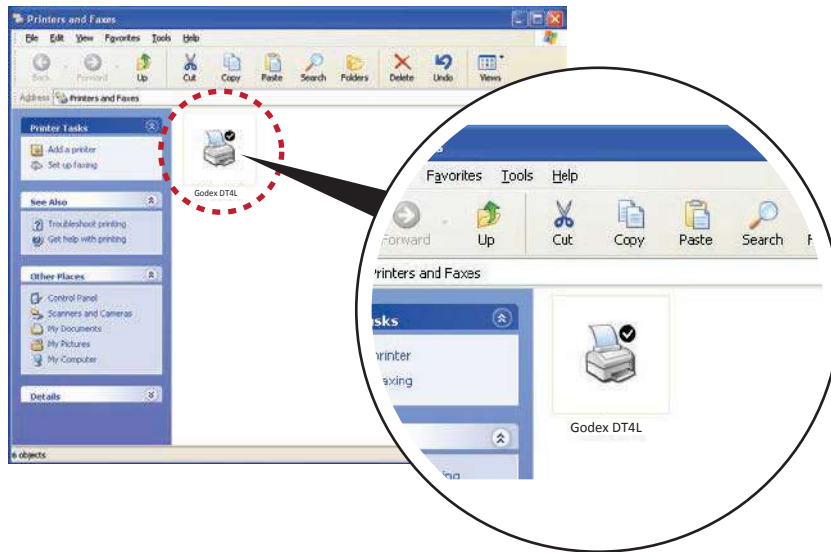 Printers and Faxes
File Edit View Favorites Tools Help
Back Forward Up Cut Copy Paste Search Folders Delete Undo Views
Address Printers and Faxes
Printer Tasks
Add a printer
Set up faxing
See Also
Troubleshoot printing
Get help with printing
Other Places
Control Panel
Scanners and Cameras
My Documents
My Pictures
My Computer
Details
6 objects
Godex DT4L
s
Favorites Tools Help
Forward Up Cut Copy Paste Search F
Printers and Faxes
sks
rinter
axing
ing
Godex DT4L